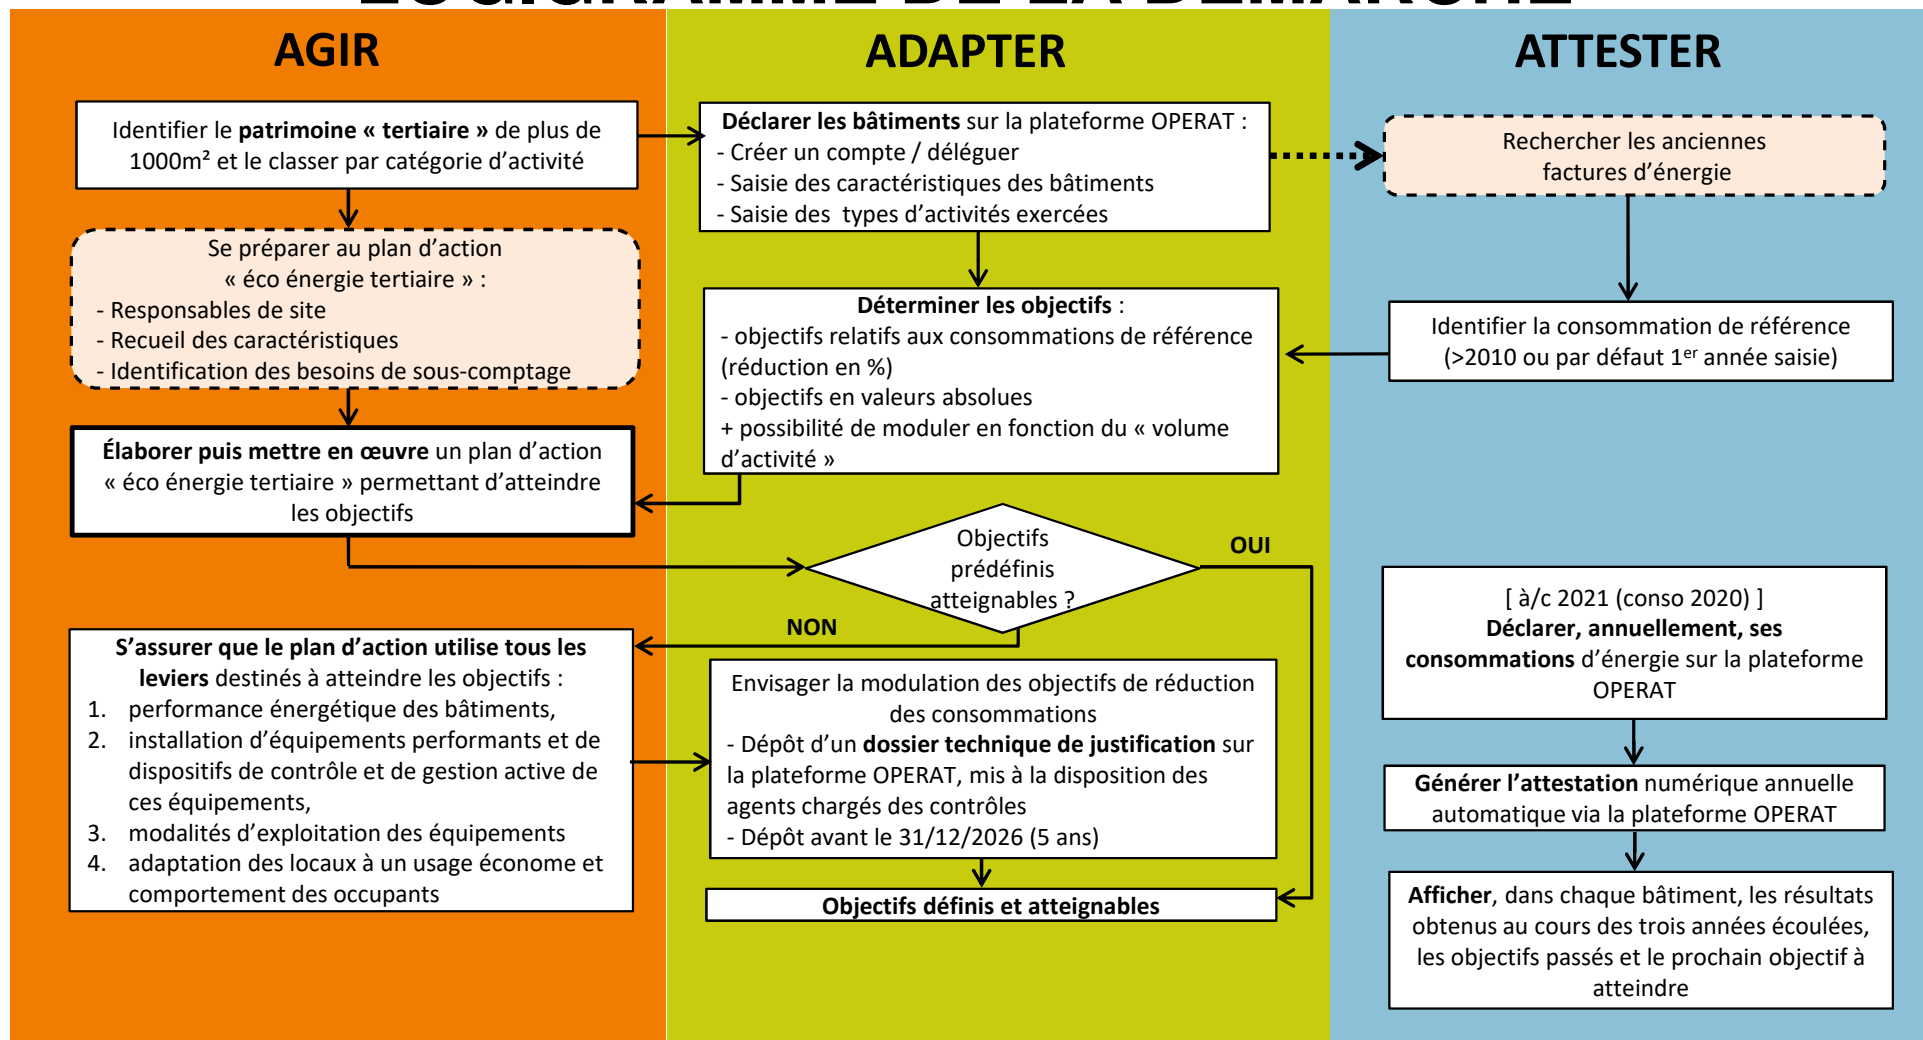 LOGIGRAMME DE LA DÉMARCHE
AGIR
Identifier le patrimoine « tertiaire » de plus de
1000m² et le classer par catégorie d’activité
Se préparer au plan d’action
« éco énergie tertiaire » :
- Responsables de site
- Recueil des caractéristiques
- Identification des besoins de sous-comptage
Élaborer puis mettre en œuvre un plan d’action
« éco énergie tertiaire » permettant d’atteindre
les objectifs
S’assurer que le plan d’action utilise tous les
leviers destinés à atteindre les objectifs :
1. performance énergétique des bâtiments,
2. installation d’équipements performants et de
dispositifs de contrôle et de gestion active de
ces équipements,
3. modalités d’exploitation des équipements
4. adaptation des locaux à un usage économe et
comportement des occupants
ADAPTER
Déclarer les bâtiments sur la plateforme OPERAT :
- Créer un compte / déléguer
- Saisie des caractéristiques des bâtiments
- Saisie des  types d’activités exercées
Déterminer les objectifs :
- objectifs relatifs aux consommations de référence
(réduction en %)
- objectifs en valeurs absolues
+ possibilité de moduler en fonction du « volume
d’activité »
Objectifs
prédéfinis
atteignables ?
OUI
NON
Envisager la modulation des objectifs de réduction
des consommations
- Dépôt d’un dossier technique de justification sur
la plateforme OPERAT, mis à la disposition des
agents chargés des contrôles
- Dépôt avant le 31/12/2026 (5 ans)
Objectifs définis et atteignables
ATTESTER
Rechercher les anciennes
factures d’énergie
Identifier la consommation de référence
(>2010 ou par défaut 1er année saisie)
[ à/c 2021 (conso 2020) ]
Déclarer, annuellement, ses
consommations d’énergie sur la plateforme
OPERAT
Générer l’attestation numérique annuelle
automatique via la plateforme OPERAT
Afficher, dans chaque bâtiment, les résultats
obtenus au cours des trois années écoulées,
les objectifs passés et le prochain objectif à
atteindre